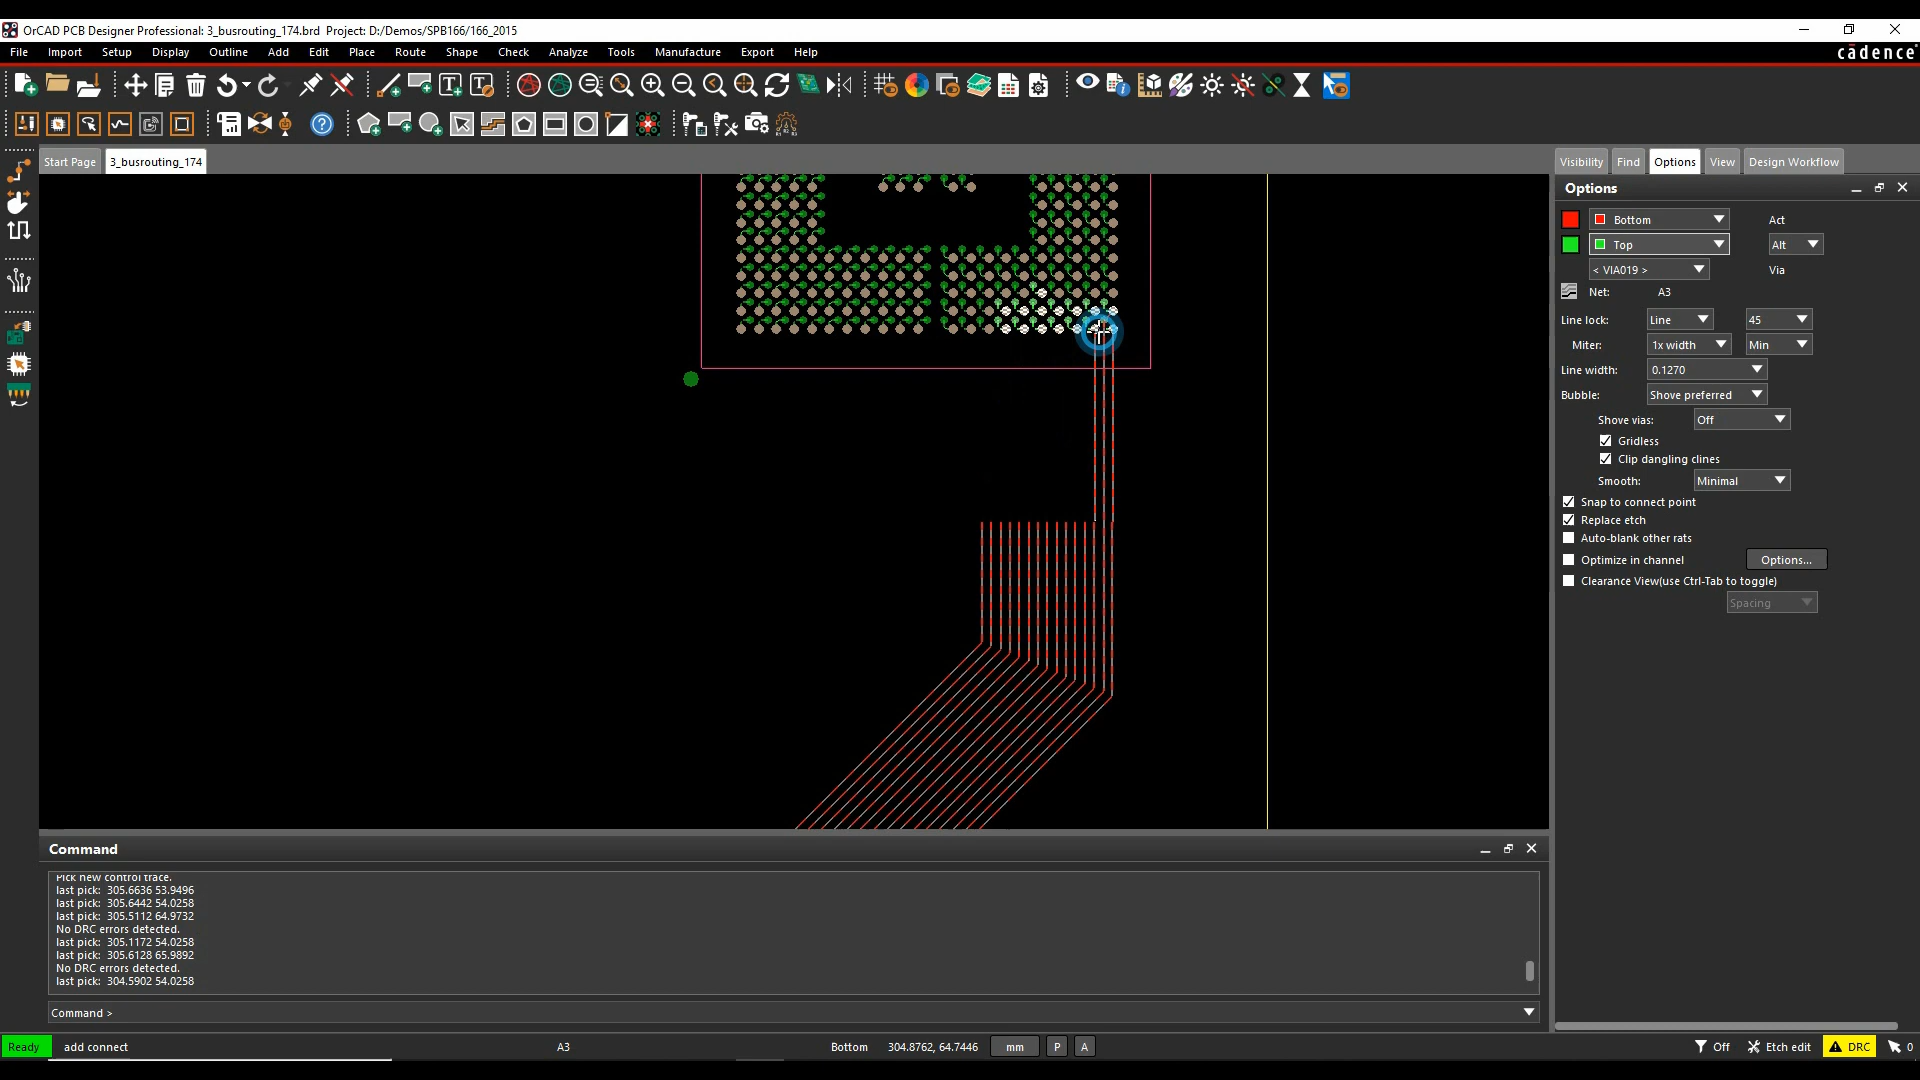 OrCAD PCB Designer Professional: 3_busrouting_174.brd Project: D:/Demos/SPB166/166_2015
File Import Setup Display Outline Add Edit Place Route Shape Check Analyze Tools Manufacture Export Help
cādence
Start Page 3_busrouting_174
Visibility Find Options View Design Workflow
Options
Bottom Act
Top Alt
< VIA019 > Via
Net: A3
Line lock: Line 45
Miter: 1x width Min
Line width: 0.1270
Bubble: Shove preferred
Shove vias: Off
Gridless
Clip dangling clines
Smooth: Minimal
Snap to connect point
Replace etch
Auto-blank other rats
Optimize in channel Options...
Clearance View(use Ctrl-Tab to toggle)
Spacing
Command
Pick new control trace.
last pick: 305.6636 53.9496
last pick: 305.6442 54.0258
last pick: 305.5112 64.9732
No DRC errors detected.
last pick: 305.1172 54.0258
last pick: 305.6128 65.9892
No DRC errors detected.
last pick: 304.5902 54.0258
Command >
Ready add connect A3 Bottom 304.8762, 64.7446 mm P A Off Etch edit DRC 0